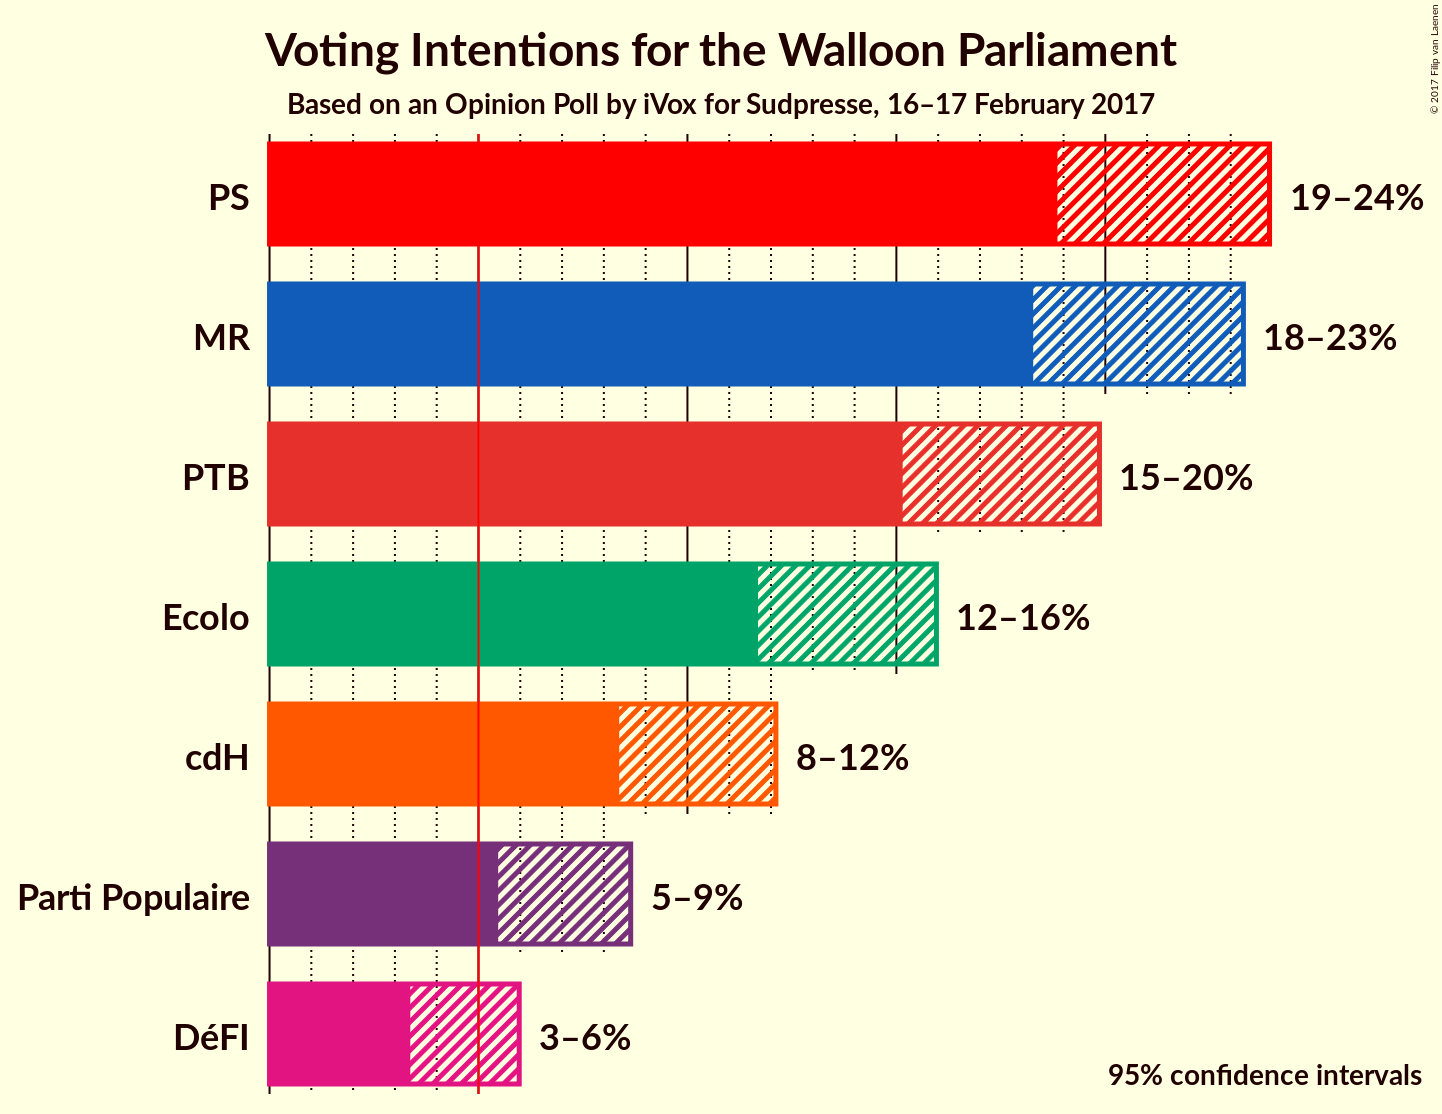 Voting Intentions for the Walloon Parliament
Based on an Opinion Poll by iVox for Sudpresse, 16–17 February 2017
© 2017 Filip van Laenen
PS 19–24%
MR 18–23%
PTB 15–20%
Ecolo 12–16%
cdH 8–12%
Parti Populaire 5–9%
DéFI 3–6%
95% confidence intervals